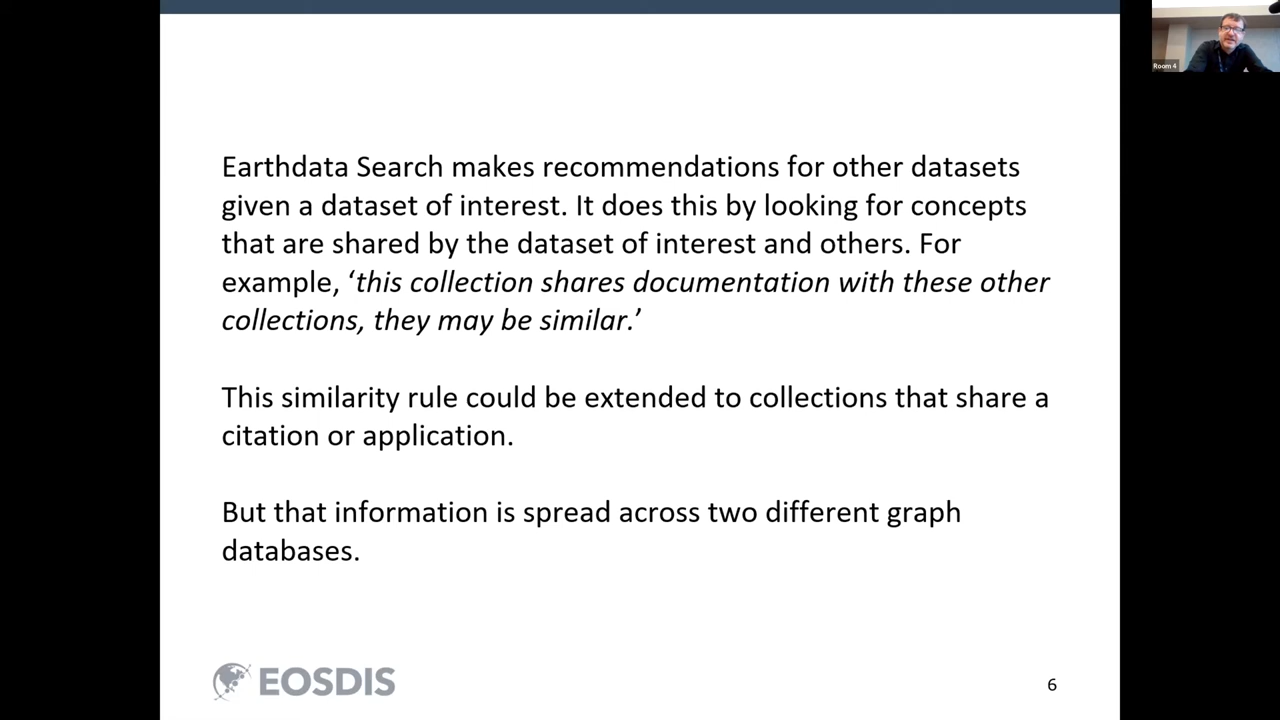 Earthdata Search makes recommendations for other datasets
given a dataset of interest. It does this by looking for concepts
that are shared by the dataset of interest and others. For
example, ‘this collection shares documentation with these other
collections, they may be similar.’
This similarity rule could be extended to collections that share a
citation or application.
But that information is spread across two different graph
databases.
EOSDIS
6
Room 4